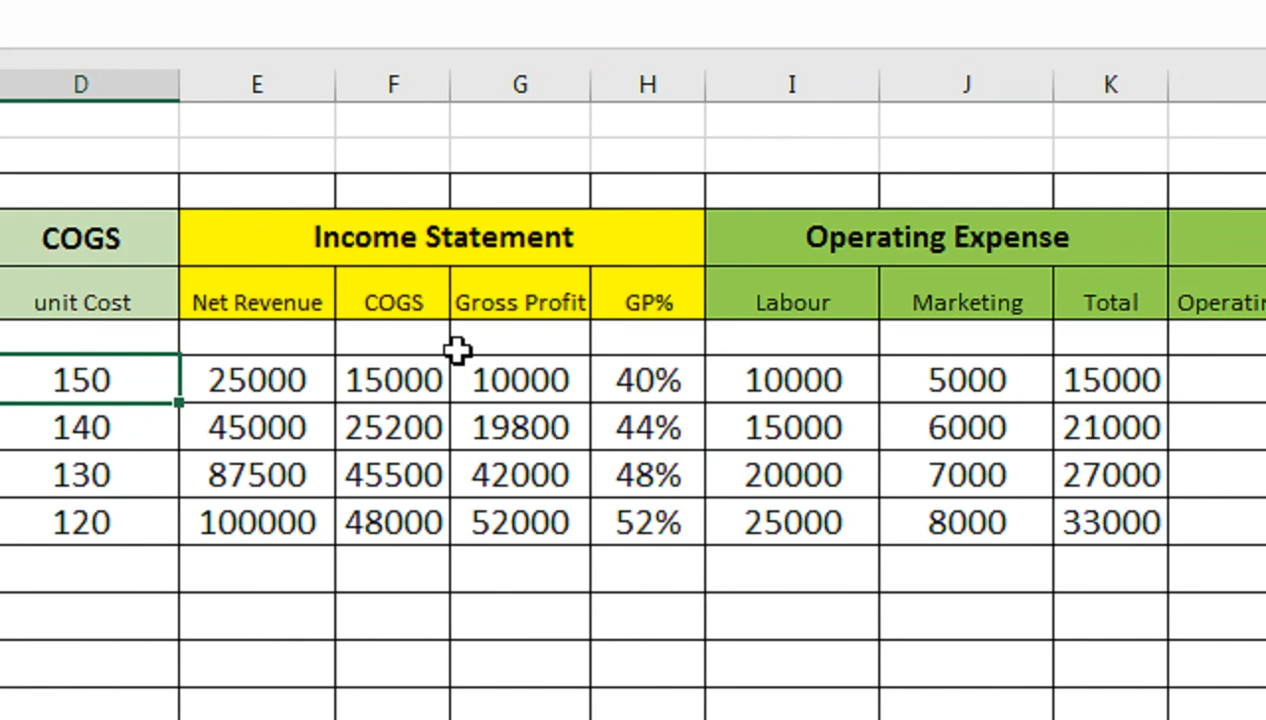 D E F G H I J K
COGS Income Statement Operating Expense
unit Cost Net Revenue COGS Gross Profit GP% Labour Marketing Total Operatin
150 25000 15000 10000 40% 10000 5000 15000
140 45000 25200 19800 44% 15000 6000 21000
130 87500 45500 42000 48% 20000 7000 27000
120 100000 48000 52000 52% 25000 8000 33000